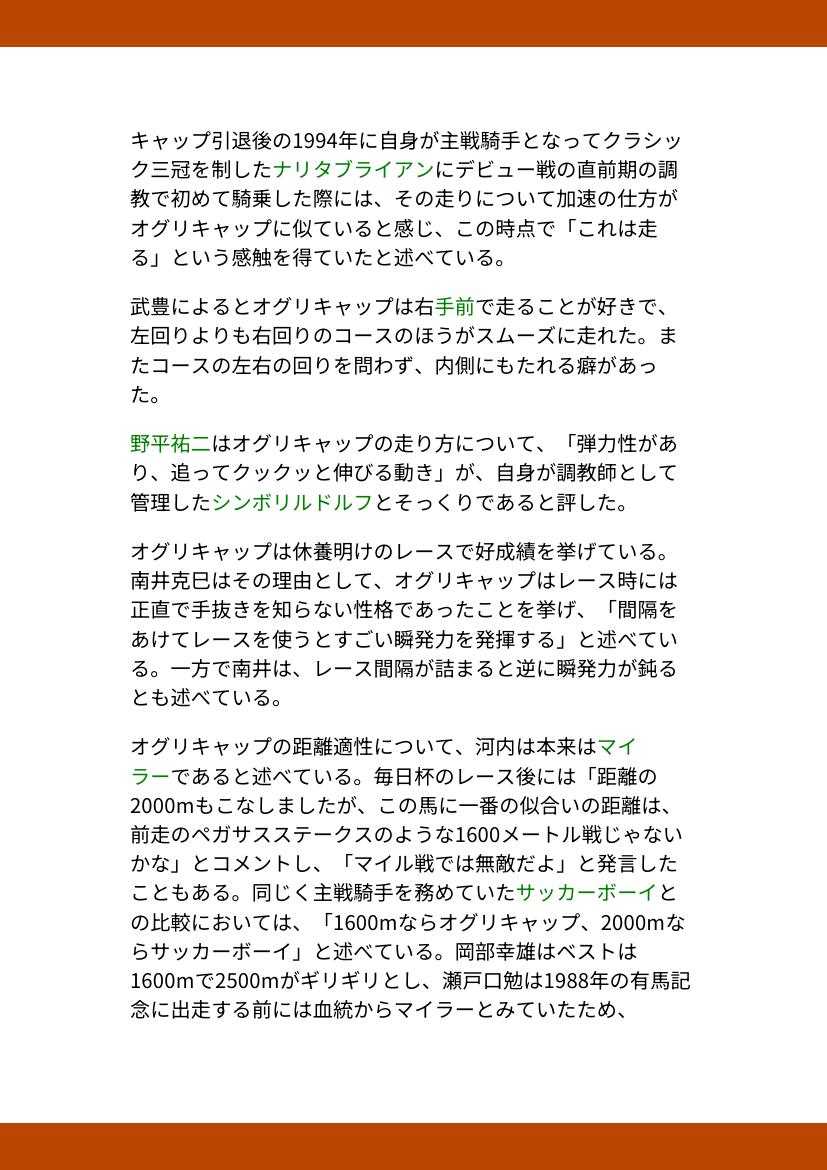 キャップ引退後の1994年に自身が主戦騎手となってクラシッ
ク三冠を制したナリタブライアンにデビュー戦の直前期の調
教で初めて騎乗した際には、その走りについて加速の仕方が
オグリキャップに似ていると感じ、この時点で「これは走
る」という感触を得ていたと述べている。
武豊によるとオグリキャップは右手前で走ることが好きで、
左回りよりも右回りのコースのほうがスムーズに走れた。ま
たコースの左右の回りを問わず、内側にもたれる癖があっ
た。
野平祐二はオグリキャップの走り方について、「弾力性があ
り、追ってクックッと伸びる動き」が、自身が調教師として
管理したシンボリルドルフとそっくりであると評した。
オグリキャップは休養明けのレースで好成績を挙げている。
南井克巳はその理由として、オグリキャップはレース時には
正直で手抜きを知らない性格であったことを挙げ、「間隔を
あけてレースを使うとすごい瞬発力を発揮する」と述べてい
る。一方で南井は、レース間隔が詰まると逆に瞬発力が鈍る
とも述べている。
オグリキャップの距離適性について、河内は本来はマイ
ラーであると述べている。毎日杯のレース後には「距離の
2000mもこなしましたが、この馬に一番の似合いの距離は、
前走のペガサスステークスのような1600メートル戦じゃない
かな」とコメントし、「マイル戦では無敵だよ」と発言した
こともある。同じく主戦騎手を務めていたサッカーボーイと
の比較においては、「1600mならオグリキャップ、2000mな
らサッカーボーイ」と述べている。岡部幸雄はベストは
1600mで2500mがギリギリとし、瀬戸口勉は1988年の有馬記
念に出走する前には血統からマイラーとみていたため、